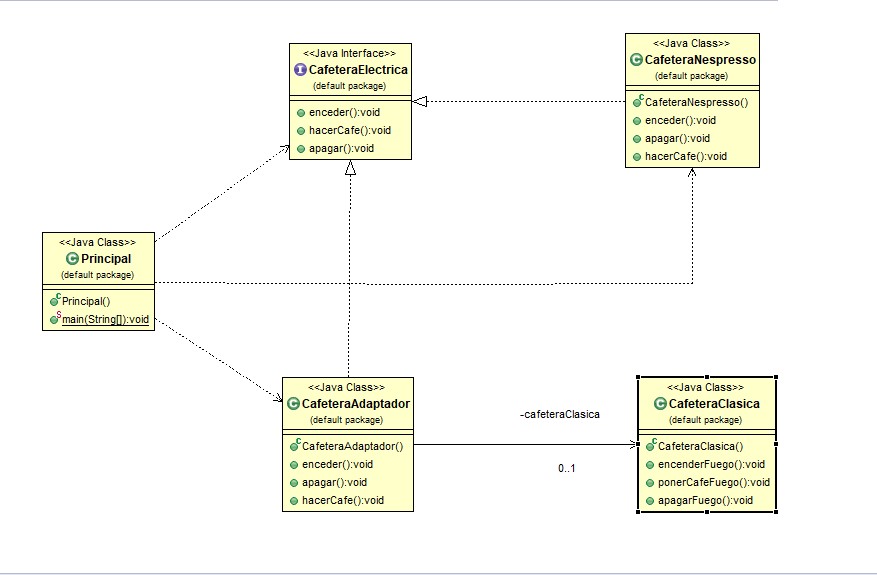 <<Java Interface>>
CafeteraElectrica
(default package)
enceder():void
hacerCafe():void
apagar():void
<<Java Class>>
CafeteraNespresso
(default package)
CafeteraNespresso()
enceder():void
apagar():void
hacerCafe():void
<<Java Class>>
Principal
(default package)
Principal()
main(String[]):void
<<Java Class>>
CafeteraAdaptador
(default package)
CafeteraAdaptador()
enceder():void
apagar():void
hacerCafe():void
-cafeteraClasica
0..1
<<Java Class>>
CafeteraClasica
(default package)
CafeteraClasica()
encenderFuego():void
ponerCafeFuego():void
apagarFuego():void